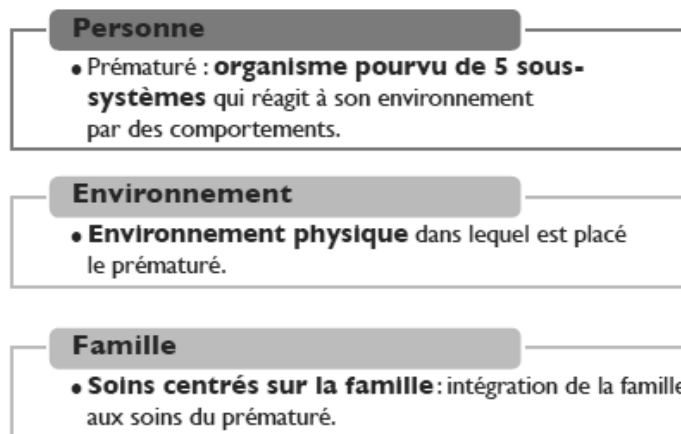 Personne
• Prématuré : organisme pourvu de 5 sous-
systèmes qui réagit à son environnement
par des comportements.
Environnement
• Environnement physique dans lequel est placé
le prématuré.
Famille
• Soins centrés sur la famille : intégration de la famille
aux soins du prématuré.